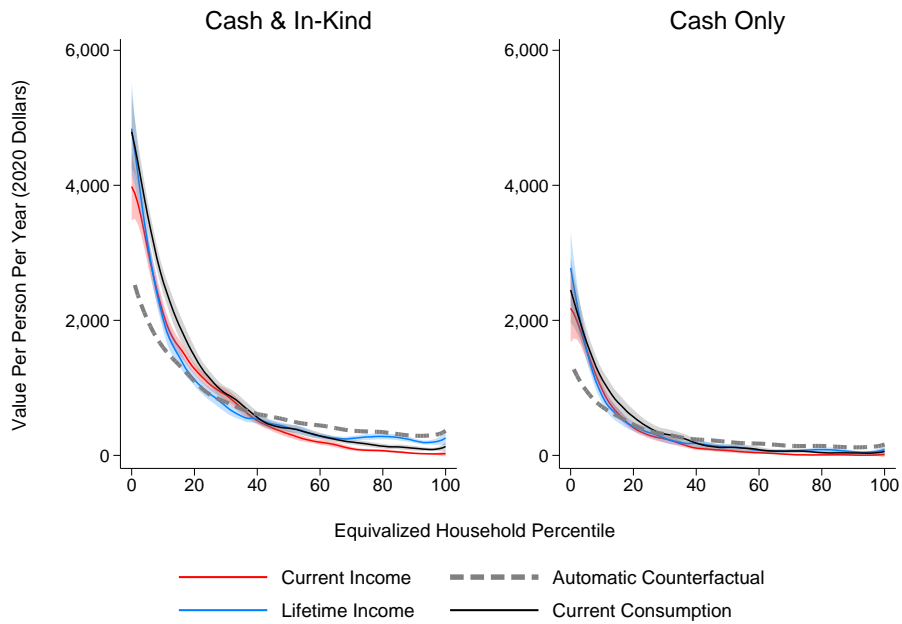 Cash & In-Kind
Cash Only
Value Per Person Per Year (2020 Dollars)
6,000
4,000
2,000
0
0 20 40 60 80 100
6,000
4,000
2,000
0
0 20 40 60 80 100
Equivalized Household Percentile
Current Income
Automatic Counterfactual
Lifetime Income
Current Consumption